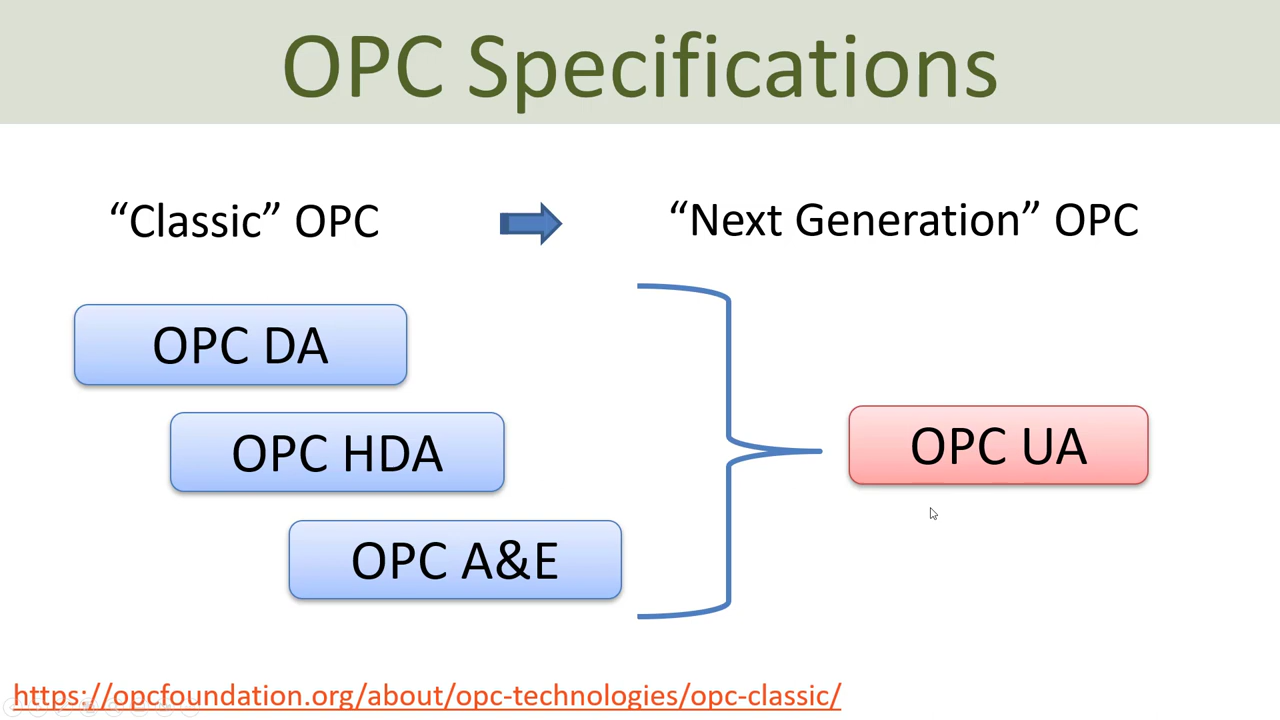 OPC Specifications
“Classic” OPC
“Next Generation” OPC
OPC DA
OPC HDA
OPC A&E
OPC UA
https://opcfoundation.org/about/opc-technologies/opc-classic/